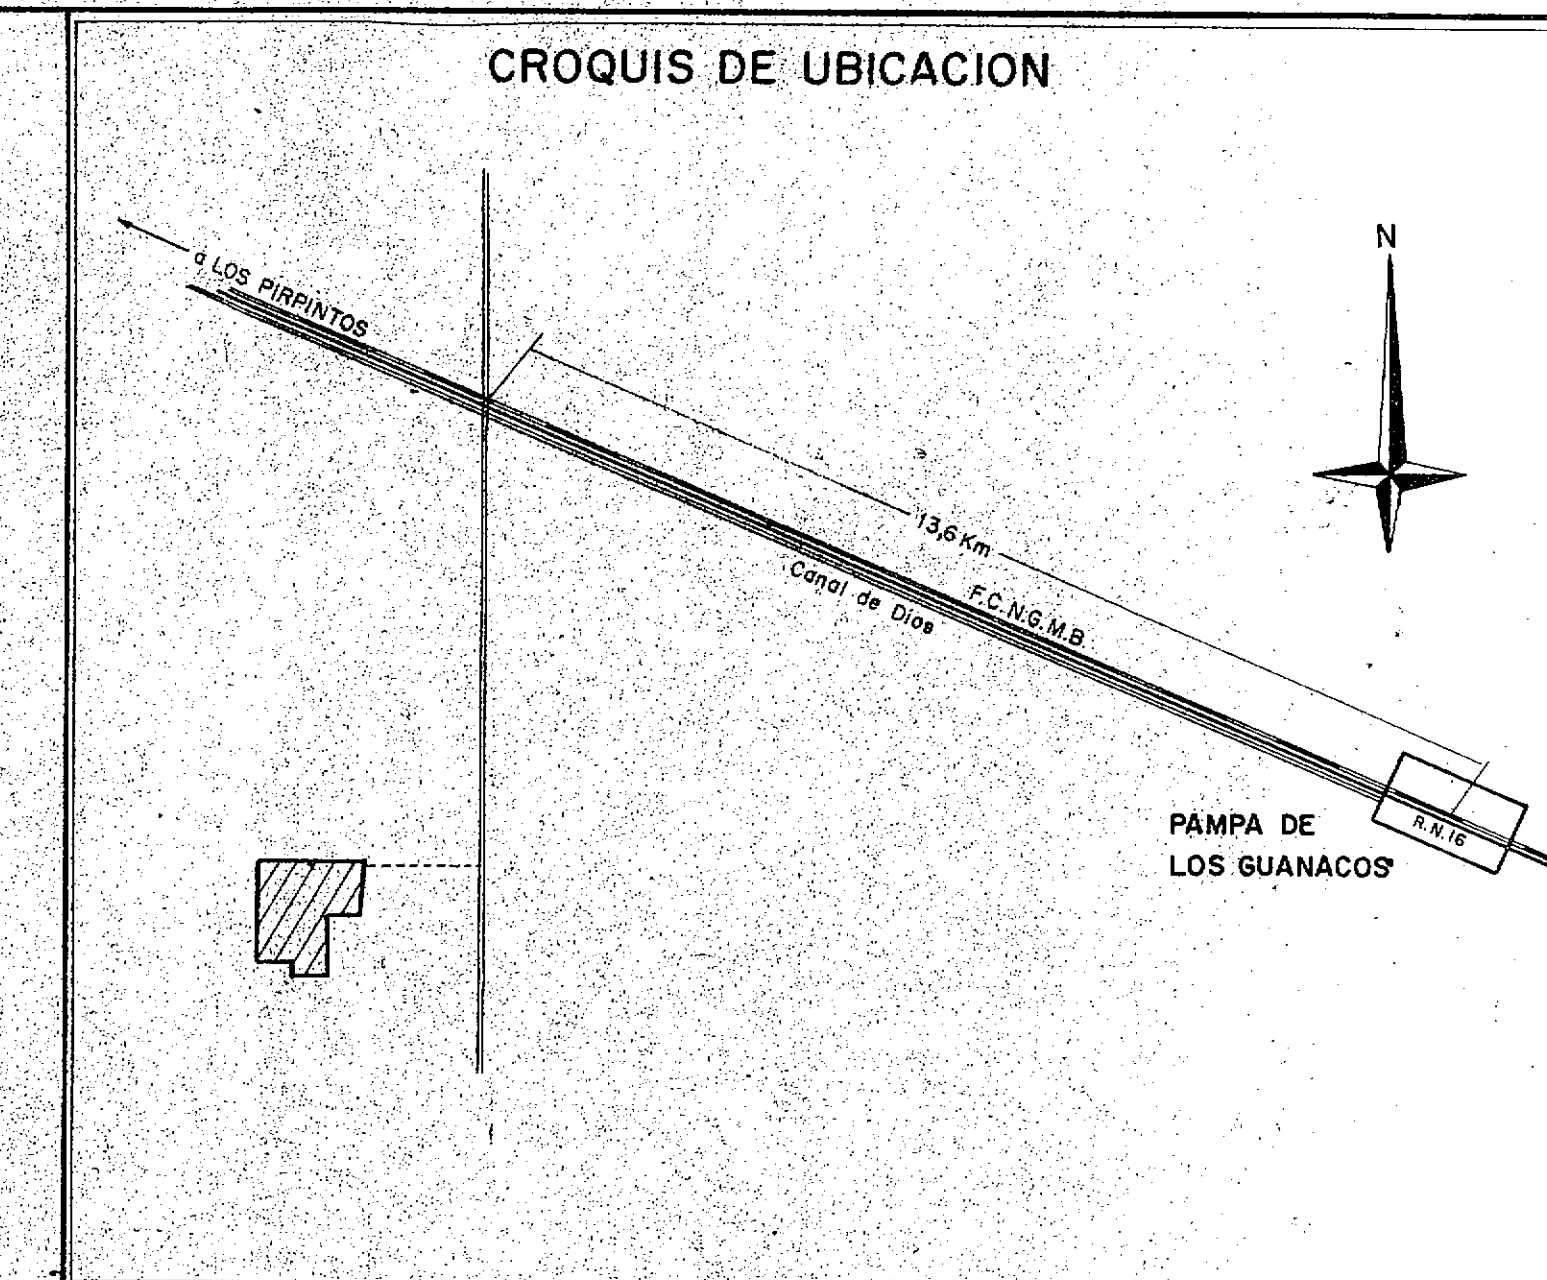 CROQUIS DE UBICACION
N
a LOS PIRPINTOS
13,6 Km
F.C.N.G.M.B.
Canal de Dios
PAMPA DE
LOS GUANACOS
R.N.16